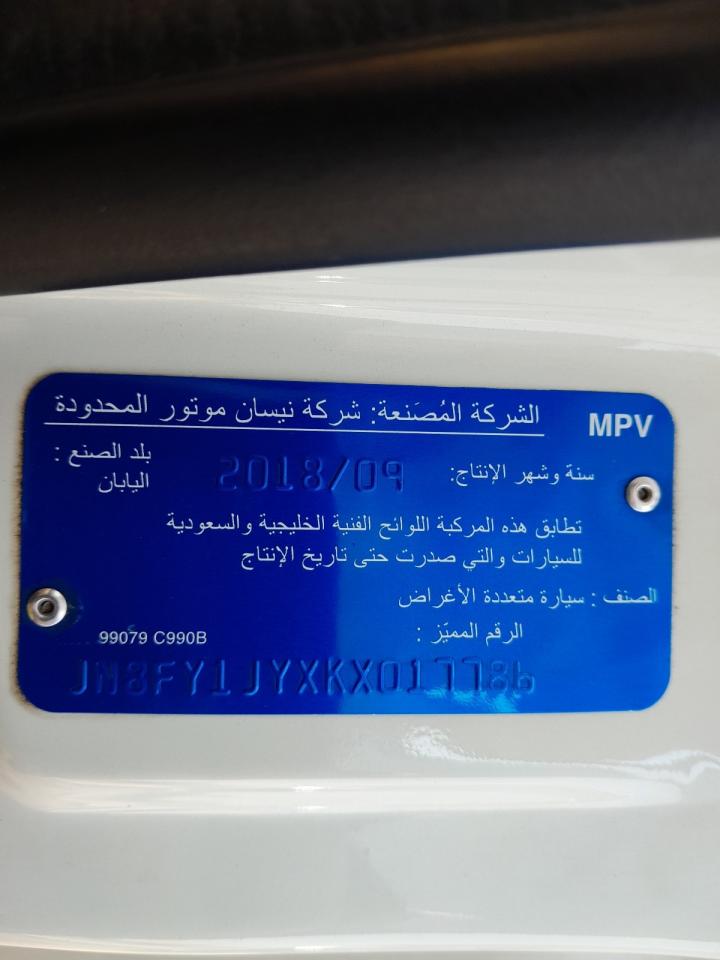 MPV
الشركة المُصَنعة: شركة نيسان موتور المحدودة
سنة وشهر الإنتاج: 2018/09
بلد الصنع :
اليابان
تطابق هذه المركبة اللوائح الفنية الخليجية والسعودية
للسيارات والتي صدرت حتى تاريخ الإنتاج
الصنف : سيارة متعددة الأغراض
الرقم المميّز :
99079 C990B
JN8FY1JYXKX017786